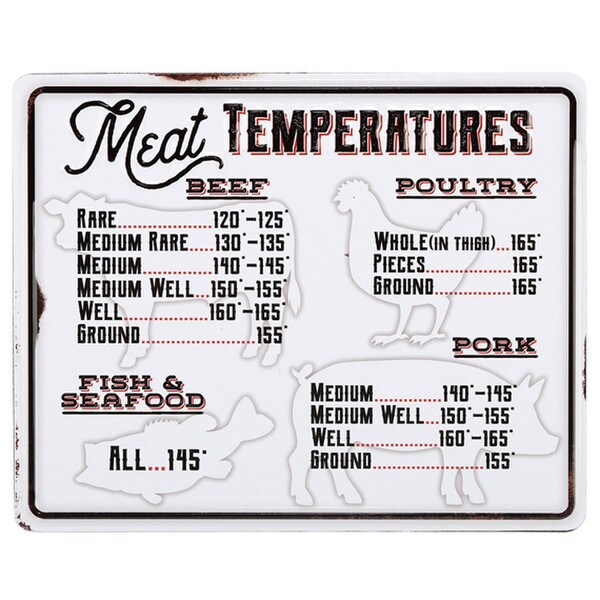 Meat TEMPERATURES
BEEF
RARE......120°-125°
MEDIUM RARE....130°-135°
MEDIUM......140°-145°
MEDIUM WELL...150°-155°
WELL......160°-165°
GROUND......155°
POULTRY
WHOLE(IN THIGH)...165°
PIECES......165°
GROUND......165°
FISH &
SEAFOOD
ALL...145°
PORK
MEDIUM......140°-145°
MEDIUM WELL...150°-155°
WELL......160°-165°
GROUND......155°